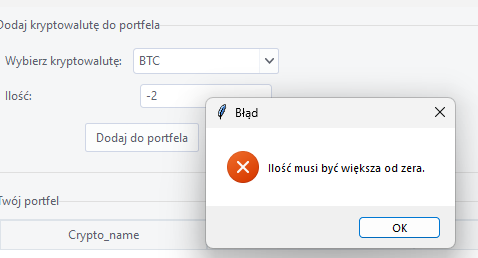 Dodaj kryptowalutę do portfela
Wybierz kryptowalutę: BTC
Ilość: -2
Błąd
Dodaj do portfela
Ilość musi być większa od zera.
Twój portfel
OK
Crypto_name